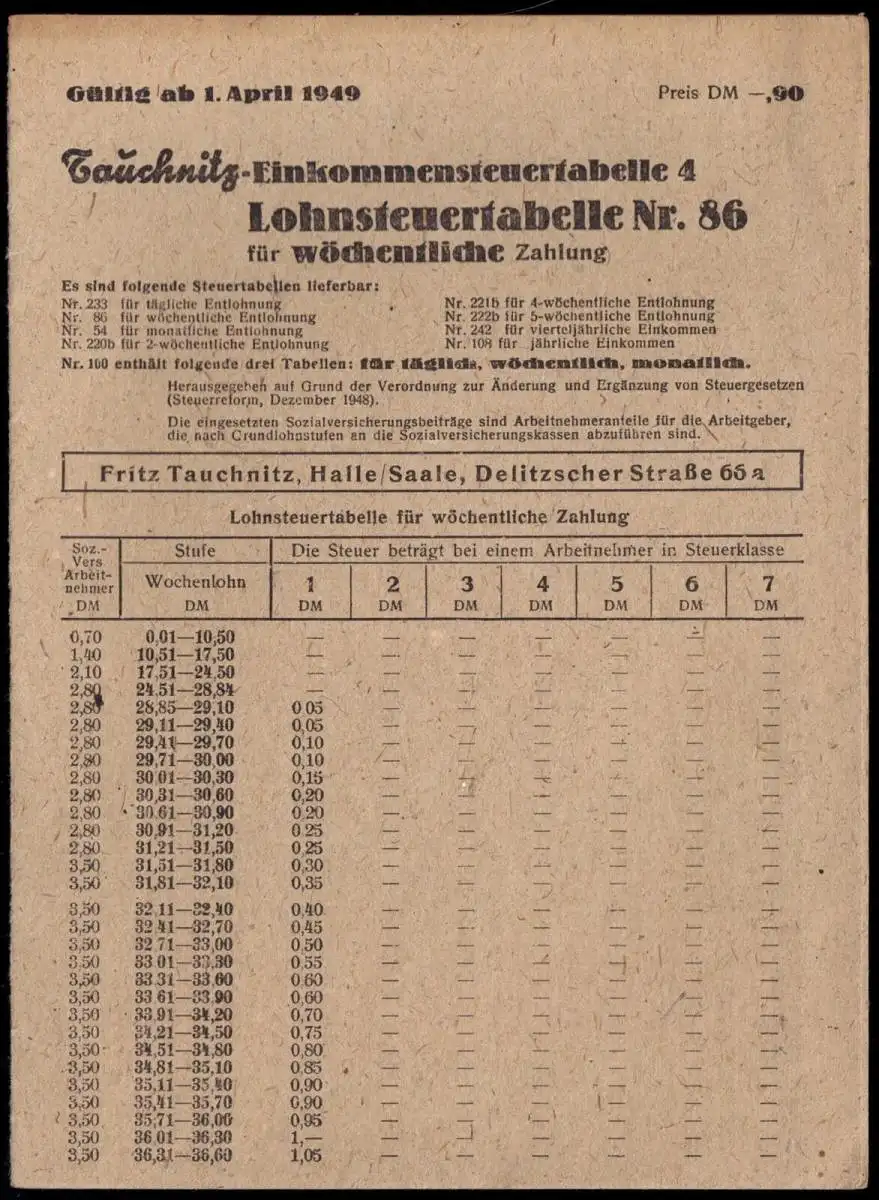 Gültig ab 1. April 1949 Preis DM —,90
Tauchnitz-Einkommensteuertabelle 4
Lohnsteuertabelle Nr. 86
für wöchentliche Zahlung
Es sind folgende Steuertabellen lieferbar:
Nr. 233 für tägliche Entlohnung Nr. 221b für 4-wöchentliche Entlohnung
Nr. 86 für wöchentliche Entlohnung Nr. 222b für 5-wöchentliche Entlohnung
Nr. 54 für monatliche Entlohnung Nr. 242 für vierteljährliche Einkommen
Nr. 220b für 2-wöchentliche Entlohnung Nr. 108 für jährliche Einkommen
Nr. 100 enthält folgende drei Tabellen: für täglich, wöchentlich, monatlich.
Herausgegeben auf Grund der Verordnung zur Änderung und Ergänzung von Steuergesetzen
(Steuerreform, Dezember 1948).
Die eingesetzten Sozialversicherungsbeiträge sind Arbeitnehmeranteile für die Arbeitgeber,
die nach Grundlohnstufen an die Sozialversicherungskassen abzuführen sind.
Fritz Tauchnitz, Halle/Saale, Delitzscher Straße 66a
Lohnsteuertabelle für wöchentliche Zahlung
Soz.- Stufe Die Steuer beträgt bei einem Arbeitnehmer in Steuerklasse
Vers
Arbeit- Wochenlohn 1 2 3 4 5 6 7
nehmer
DM DM DM DM DM DM DM DM DM
0,70 0,01—10,50 — — — — — — —
1,40 10,51—17,50 — — — — — — —
2,10 17,51—24,50 — — — — — — —
2,80 24,51—28,84 — — — — — — —
2,80 28,85—29,10 0 05 — — — — — —
2,80 29,11—29,40 0,05 — — — — — —
2,80 29,41—29,70 0,10 — — — — — —
2,80 29,71—30,00 0,10 — — — — — —
2,80 30 01—30,30 0,15 — — — — — —
2,80 30,31—30,60 0,20 — — — — — —
2,80 30.61—30,90 0,20 — — — — — —
2,80 30,91—31,20 0,25 — — — — — —
2,80 31,21—31,50 0,25 — — — — — —
3,50 31,51—31,80 0,30 — — — — — —
3,50 31,81—32,10 0,35 — — — — — —
3,50 32,11—32,40 0,40 — — — — — —
3,50 32 41—32,70 0,45 — — — — — —
3,50 32 71—33,00 0,50 — — — — — —
3 50 33 01—33,30 0,55 — — — — — —
3,50 33 31—33,60 0,60 — — — — — —
3,50 33 61—33,90 0,60 — — — — — —
3,50 33,91—34,20 0,70 — — — — — —
3,50 34,21—34,50 0,75 — — — — — —
3,50 34,51—34,80 0,80 — — — — — —
3,50 34,81—35,10 0,85 — — — — — —
3,50 35,11—35,40 0,90 — — — — — —
3,50 35,41—35,70 0,90 — — — — — —
3,50 35,71—36,00 0,95 — — — — — —
3,50 36 01—36,30 1,— — — — — — —
3,50 36,31—36,60 1,05 — — — — — —